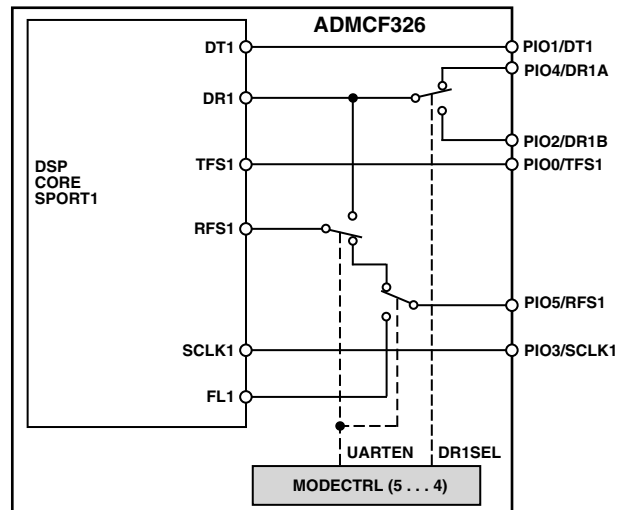 ADMCF326
DT1
PIO1/DT1
PIO4/DR1A
DR1
PIO2/DR1B
DSP
CORE
SPORT1
TFS1
PIO0/TFS1
RFS1
PIO5/RFS1
SCLK1
PIO3/SCLK1
FL1
UARTEN
DR1SEL
MODECTRL (5 . . . 4)